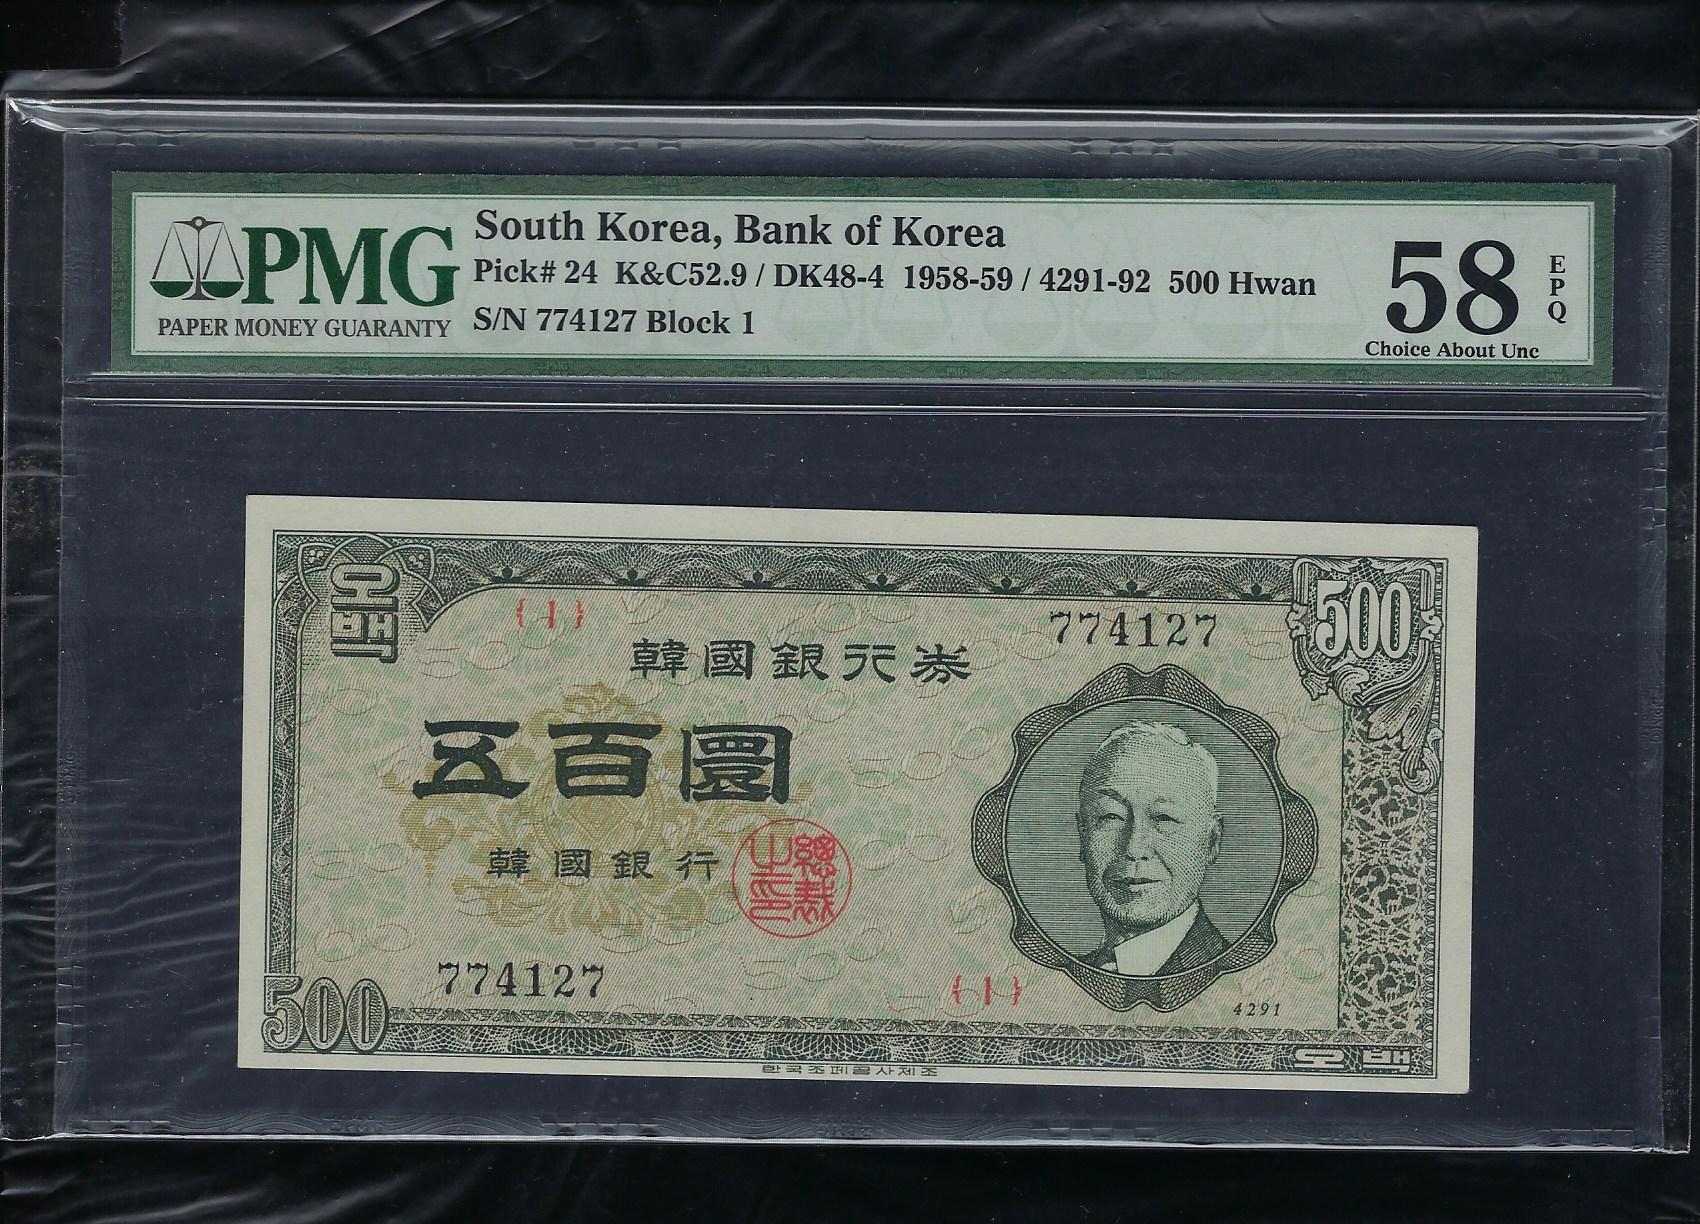 PMG
PAPER MONEY GUARANTY
South Korea, Bank of Korea
Pick# 24 K&C52.9 / DK48-4 1958-59 / 4291-92 500 Hwan
S/N 774127 Block 1
58
EPQ
Choice About Unc
오백
{ 1 }
774127
500
韓國銀行券
五百圜
韓國銀行
774127
{ 1 }
4291
500
오백
한국조폐공사제조